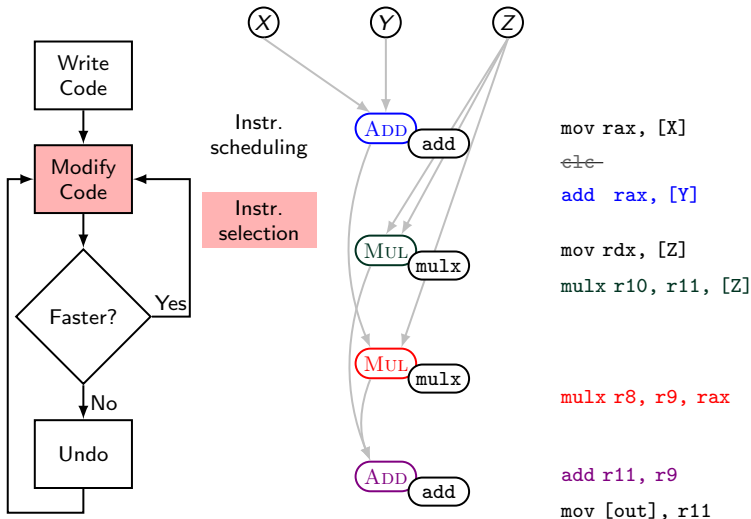 X
Y
Z
Write
Code
Modify
Code
Faster?
Yes
No
Undo
Instr.
scheduling
Instr.
selection
ADD
add
MUL
mulx
MUL
mulx
ADD
add
mov rax, [X]
clc
add rax, [Y]
mov rdx, [Z]
mulx r10, r11, [Z]
mulx r8, r9, rax
add r11, r9
mov [out], r11